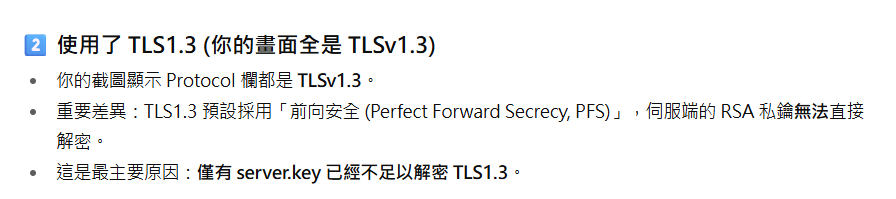 2 使用了 TLS1.3 (你的畫面全是 TLSv1.3)
• 你的截圖顯示 Protocol 欄都是 TLSv1.3。
• 重要差異：TLS1.3 預設採用「前向安全 (Perfect Forward Secrecy, PFS)」，伺服端的 RSA 私鑰無法直接
解密。
• 這是最主要原因：僅有 server.key 已經不足以解密 TLS1.3。